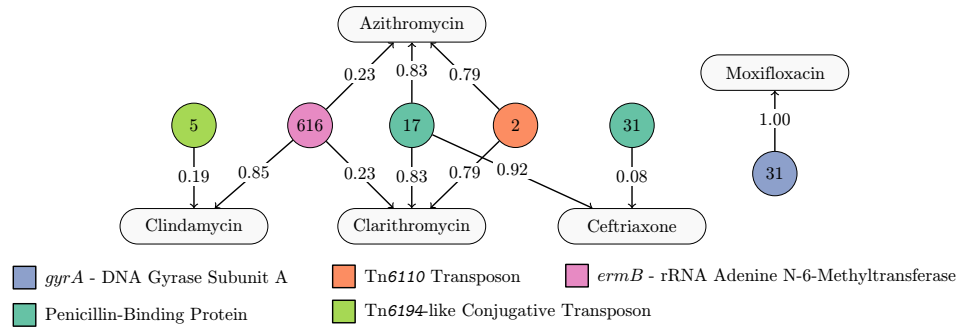 Azithromycin
Moxifloxacin
0.23
0.83
0.79
1.00
5
616
17
2
31
31
0.19
0.85
0.23
0.83
0.79
0.92
0.08
Clindamycin
Clarithromycin
Ceftriaxone
gyrA - DNA Gyrase Subunit A
Tn6110 Transposon
ermB - rRNA Adenine N-6-Methyltransferase
Penicillin-Binding Protein
Tn6194-like Conjugative Transposon